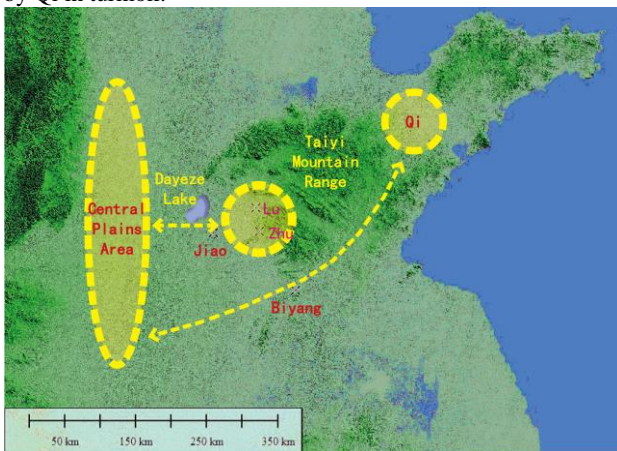 by Qi in turmoil.
Qi
Taiyi
Mountain
Range
Dayeze
Lake
Central
Plains
Area
Lu
Zhu
Jiao
Biyang
50 km
150 km
250 km
350 km